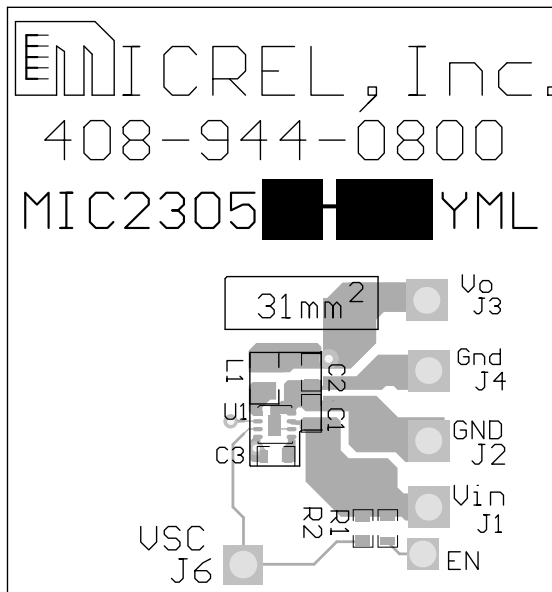 MICREL, Inc.
408-944-0800
MIC2305 - YML
31mm2
Vo
J3
L1
C2
Gnd
J4
U1
C1
GND
J2
C3
Vin
J1
R2
R1
VSC
J6
EN